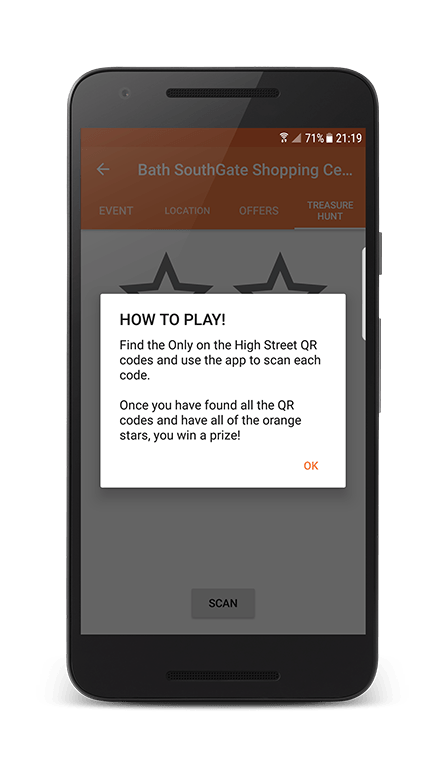 71% 21:19
Bath SouthGate Shopping Ce...
EVENT LOCATION OFFERS TREASURE
HUNT
HOW TO PLAY!
Find the Only on the High Street QR
codes and use the app to scan each
code.
Once you have found all the QR
codes and have all of the orange
stars, you win a prize!
OK
SCAN